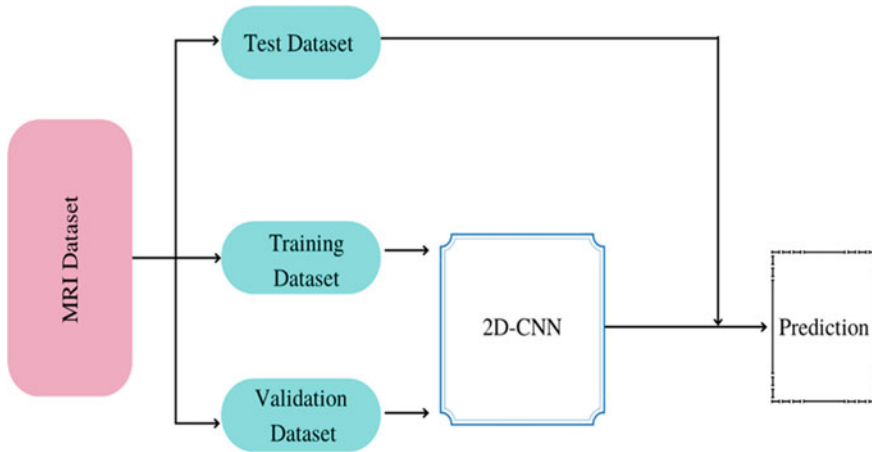 Test Dataset
MRI Dataset
Training
Dataset
2D-CNN
Prediction
Validation
Dataset